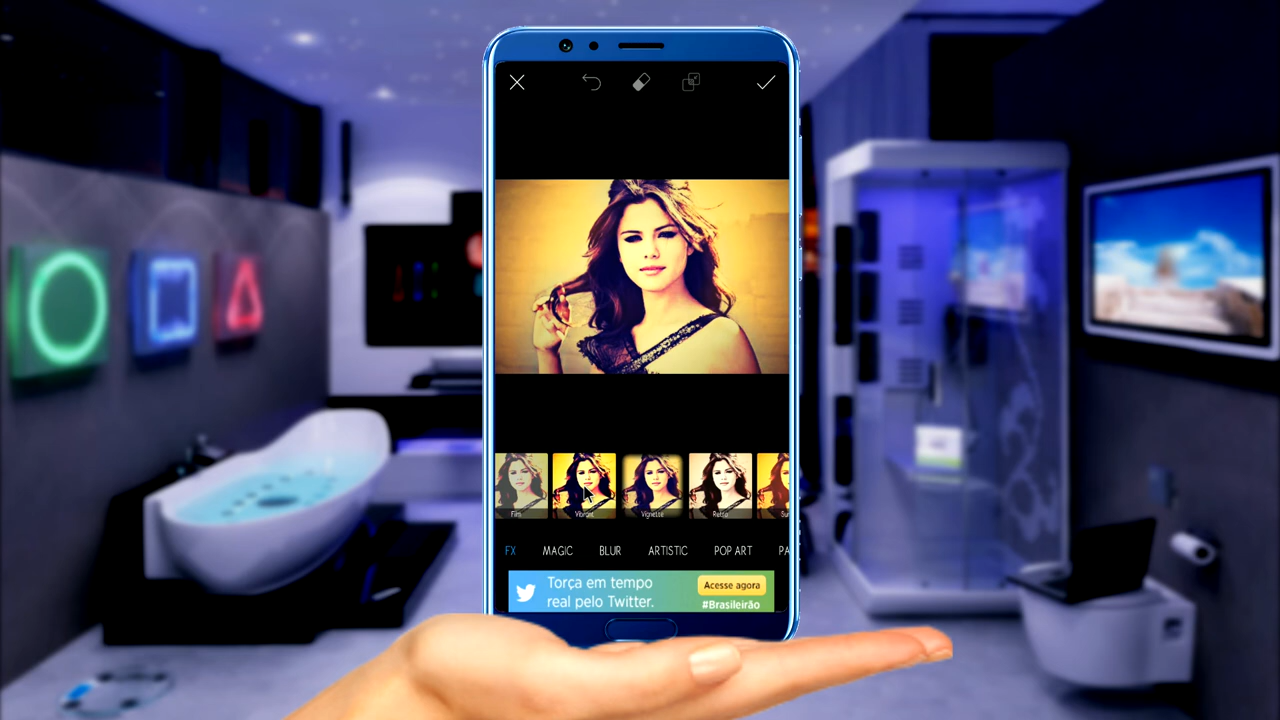 Film
Vibrant
Vignette
Retro
FX
MAGIC
BLUR
ARTISTIC
POP ART
PA
Torça em tempo
real pelo Twitter.
Acesse agora
#Brasileirão